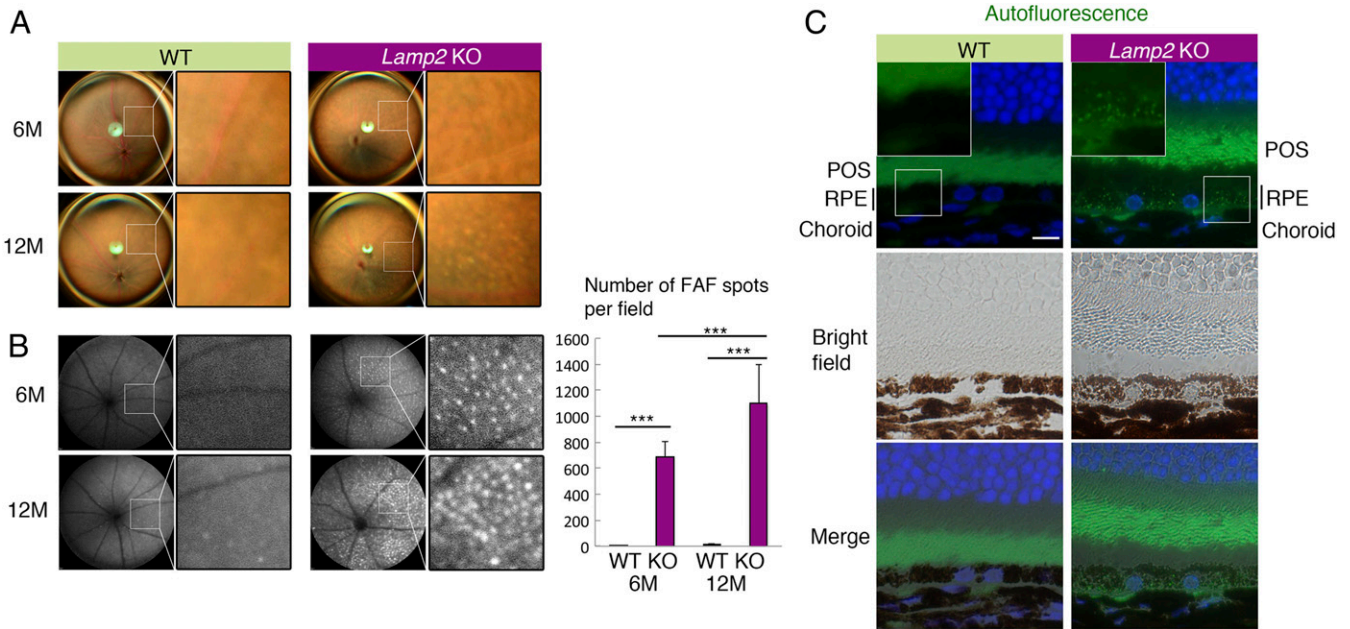 A
WT
Lamp2 KO
6M
12M
B
6M
12M
Number of FAF spots
per field
1600
1400
1200
1000
800
600
400
200
0
***
***
***
WT KO
WT KO
6M
12M
C
Autofluorescence
WT
Lamp2 KO
POS
RPE
Choroid
POS
RPE
Choroid
Bright
field
Merge